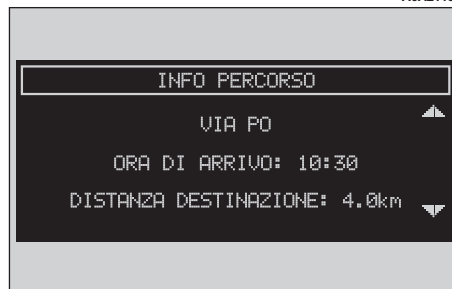 INFO PERCORSO
VIA PO
ORA DI ARRIVO: 10:30
DISTANZA DESTINAZIONE: 4.0km